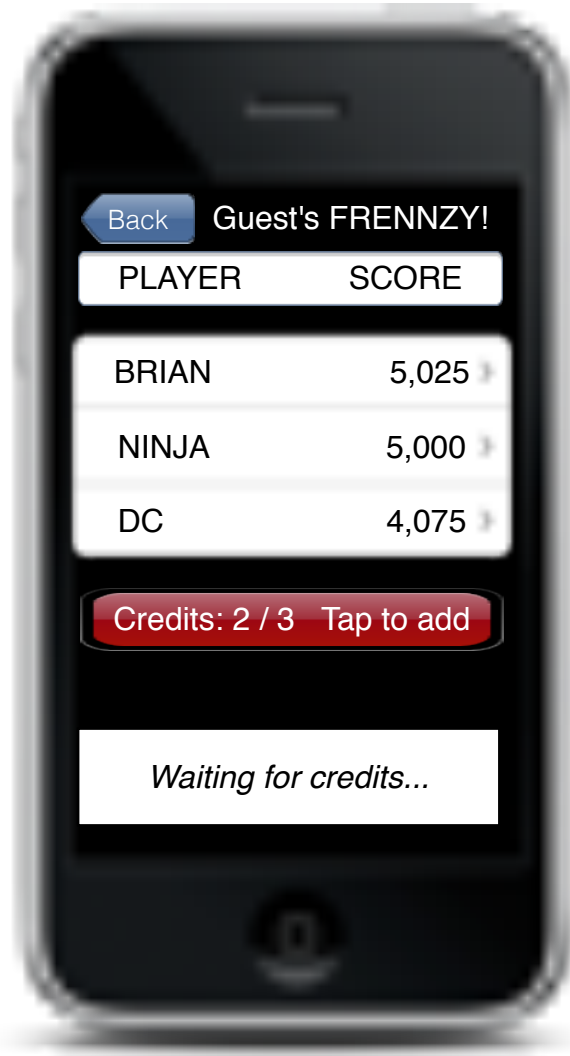 Back Guest's FRENNZY!
PLAYER SCORE
BRIAN 5,025
NINJA 5,000
DC 4,075
Credits: 2 / 3 Tap to add
Waiting for credits...